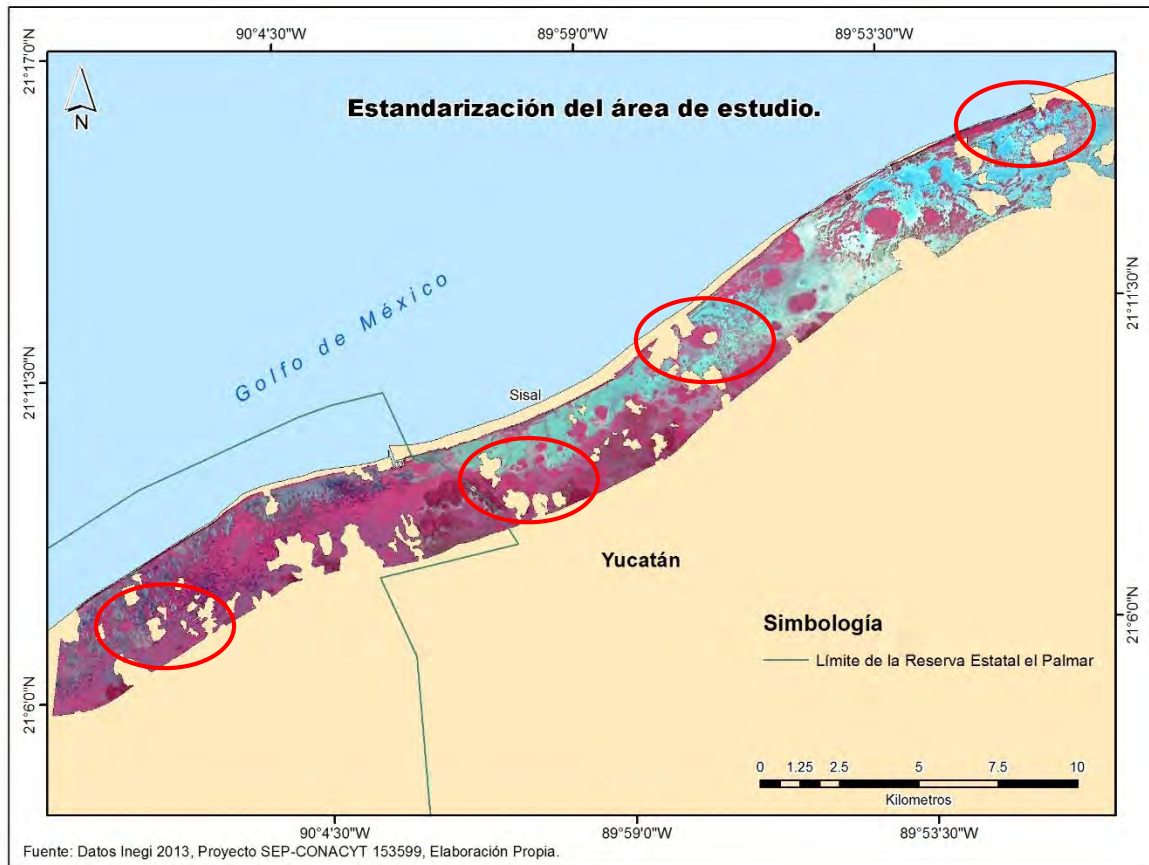 90°4'30"W 89°59'0"W 89°53'30"W
21°17'0"N
N
Estandarización del área de estudio.
Golfo de México
21°11'30"N
21°11'30"N
Sisal
Yucatán
21°6'0"N
Simbología
Límite de la Reserva Estatal el Palmar
21°6'0"N
0 1.25 2.5 5 7.5 10
Kilometros
90°4'30"W 89°59'0"W 89°53'30"W
Fuente: Datos Inegi 2013, Proyecto SEP-CONACYT 153599, Elaboración Propia.